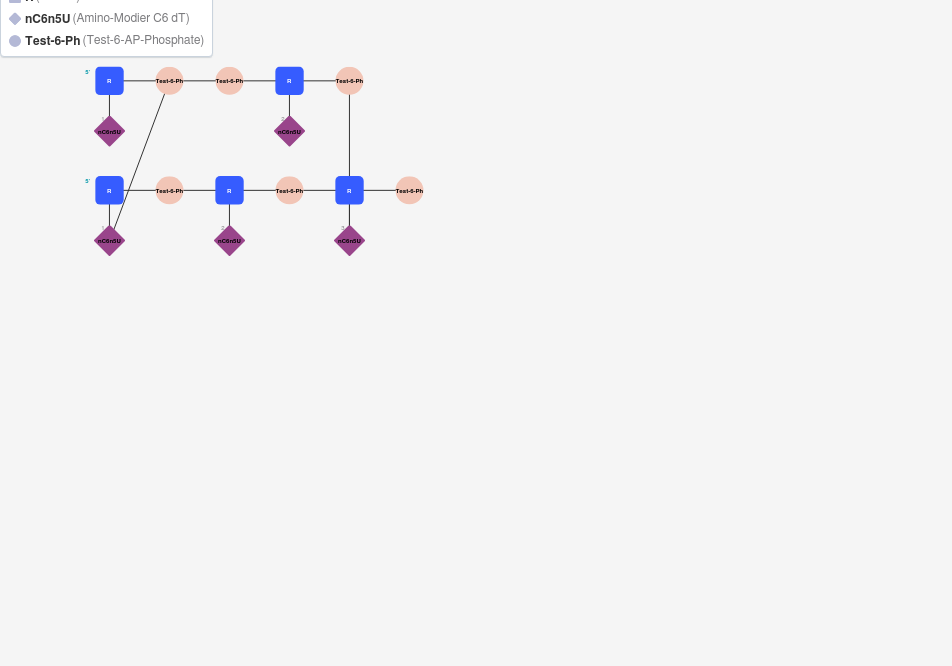 nC6n5U (Amino-Modier C6 dT)
Test-6-Ph (Test-6-AP-Phosphate)
5' R Test-6-Ph Test-6-Ph R Test-6-Ph
nC6n5U nC6n5U
5' R Test-6-Ph R Test-6-Ph R Test-6-Ph
nC6n5U nC6n5U nC6n5U